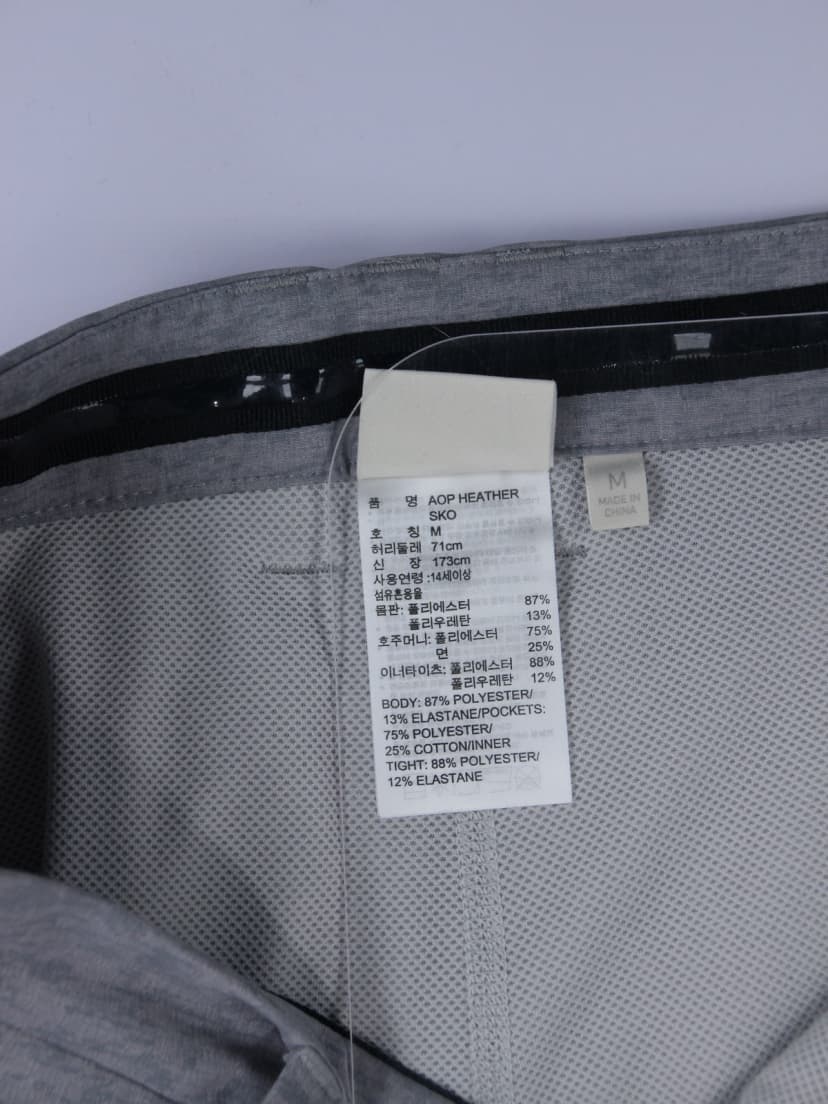 품 명 AOP HEATHER
SKO
호 칭 M
허리둘레 71cm
신 장 173cm
사용연령 :14세이상
섬유혼용율
몸판: 폴리에스터 87%
폴리우레탄 13%
호주머니: 폴리에스터 75%
면 25%
이너타이츠: 폴리에스터 88%
폴리우레탄 12%
BODY: 87% POLYESTER/
13% ELASTANE/POCKETS:
75% POLYESTER/
25% COTTON/INNER
TIGHT: 88% POLYESTER/
12% ELASTANE
M
MADE IN
CHINA